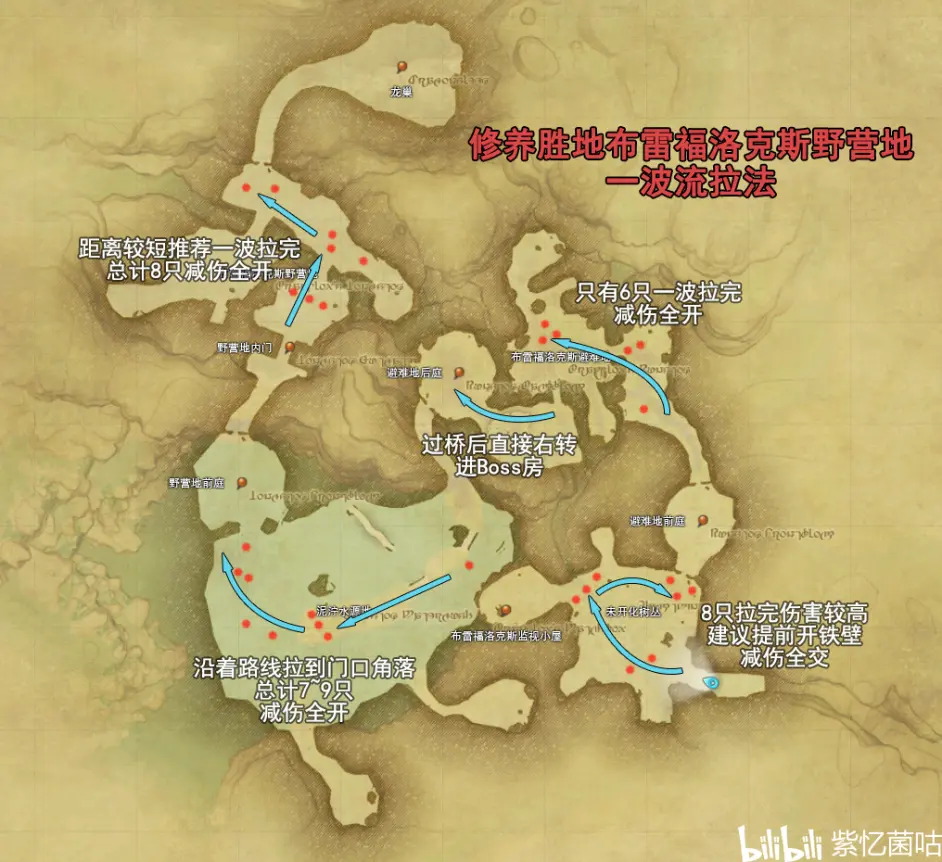 龙巢
修养胜地布雷福洛克斯野营地
一波流拉法
距离较短推荐一波拉完
总计8只减伤全开
克斯野营地
只有6只一波拉完
减伤全开
野营地内门
布雷福洛克斯避难地
避难地后庭
过桥后直接右转
进Boss房
野营地前庭
避难地前庭
泥泞水源地
未开化树丛
布雷福洛克斯监视小屋
8只拉完伤害较高
建议提前开铁壁
减伤全交
沿着路线拉到门口角落
总计7~9只
减伤全开
bilibili 紫忆菌咕